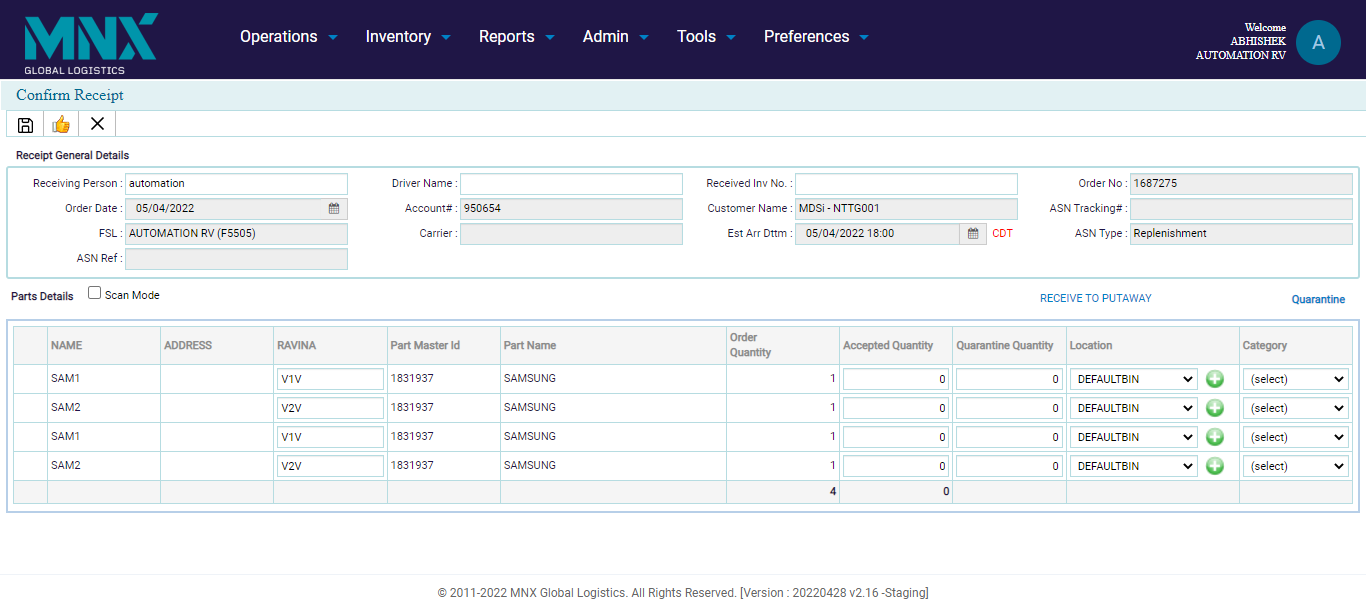 MNX
GLOBAL LOGISTICS
Operations Inventory Reports Admin Tools Preferences
Welcome
ABHISHEK
AUTOMATION RV
A
Confirm Receipt
Receipt General Details
Receiving Person : automation Driver Name : Received Inv No. : Order No : 1687275
Order Date : 05/04/2022 Account# : 950654 Customer Name : MDSi - NTTG001 ASN Tracking# :
FSL : AUTOMATION RV (F5505) Carrier : Est Arr Dttm : 05/04/2022 18:00 CDT ASN Type : Replenishment
ASN Ref :
Parts Details Scan Mode RECEIVE TO PUTAWAY Quarantine
NAME ADDRESS RAVINA Part Master Id Part Name Order Quantity Accepted Quantity Quarantine Quantity Location Category
SAM1 V1V 1831937 SAMSUNG 1 0 0 DEFAULTBIN (select)
SAM2 V2V 1831937 SAMSUNG 1 0 0 DEFAULTBIN (select)
SAM1 V1V 1831937 SAMSUNG 1 0 0 DEFAULTBIN (select)
SAM2 V2V 1831937 SAMSUNG 1 0 0 DEFAULTBIN (select)
4 0
© 2011-2022 MNX Global Logistics. All Rights Reserved. [Version : 20220428 v2.16 -Staging]